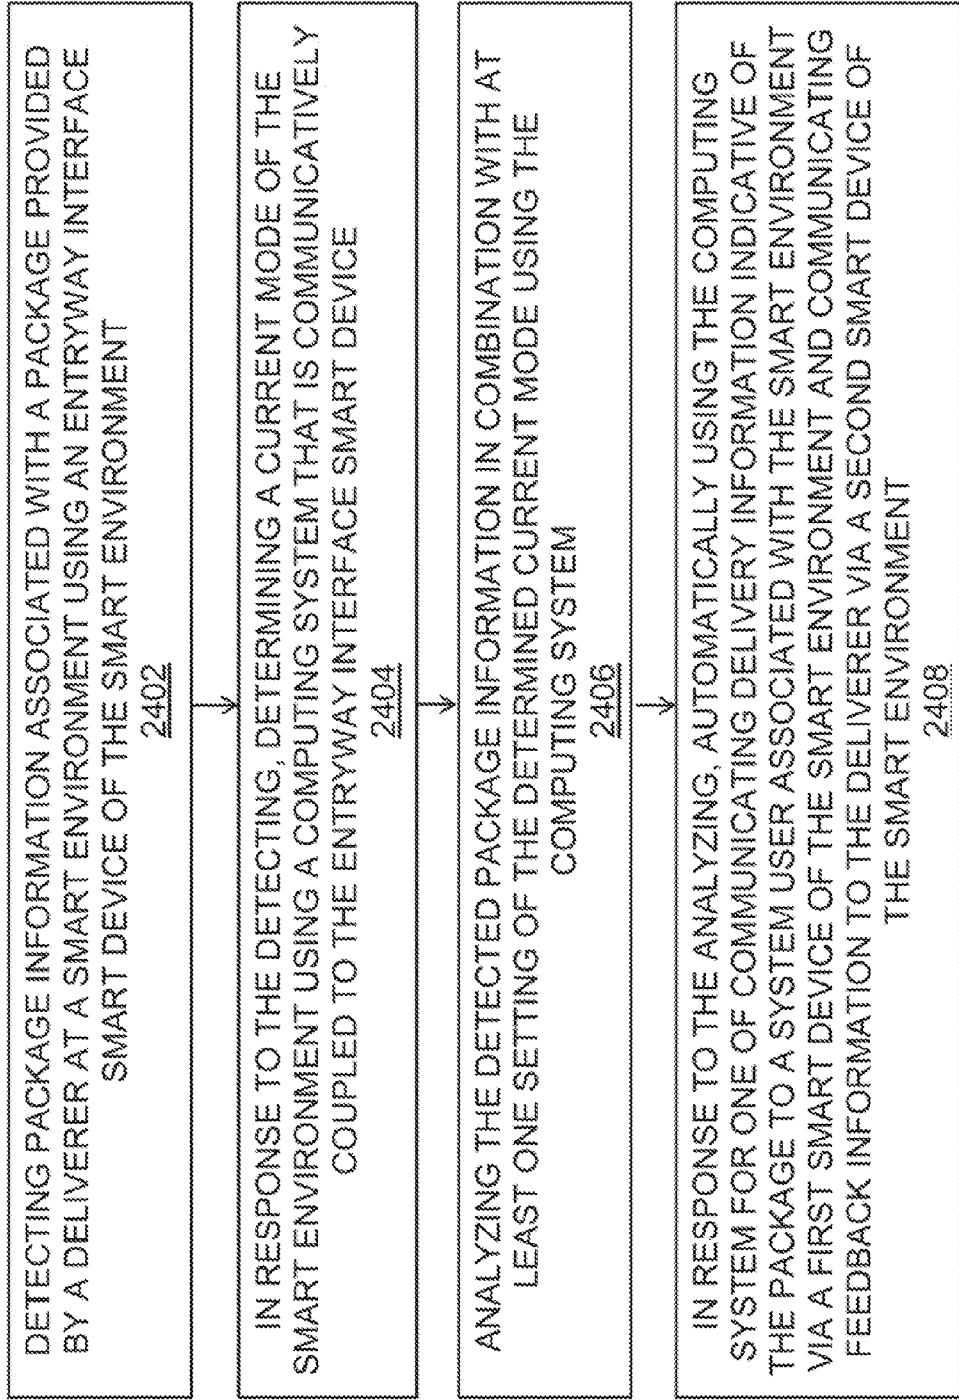 DETECTING PACKAGE INFORMATION ASSOCIATED WITH A PACKAGE PROVIDED
BY A DELIVERER AT A SMART ENVIRONMENT USING AN ENTRYWAY INTERFACE
SMART DEVICE OF THE SMART ENVIRONMENT
2402
IN RESPONSE TO THE DETECTING, DETERMINING A CURRENT MODE OF THE
SMART ENVIRONMENT USING A COMPUTING SYSTEM THAT IS COMMUNICATIVELY
COUPLED TO THE ENTRYWAY INTERFACE SMART DEVICE
2404
ANALYZING THE DETECTED PACKAGE INFORMATION IN COMBINATION WITH AT
LEAST ONE SETTING OF THE DETERMINED CURRENT MODE USING THE
COMPUTING SYSTEM
2406
IN RESPONSE TO THE ANALYZING, AUTOMATICALLY USING THE COMPUTING
SYSTEM FOR ONE OF COMMUNICATING DELIVERY INFORMATION INDICATIVE OF
THE PACKAGE TO A SYSTEM USER ASSOCIATED WITH THE SMART ENVIRONMENT
VIA A FIRST SMART DEVICE OF THE SMART ENVIRONMENT AND COMMUNICATING
FEEDBACK INFORMATION TO THE DELIVERER VIA A SECOND SMART DEVICE OF
THE SMART ENVIRONMENT
2408